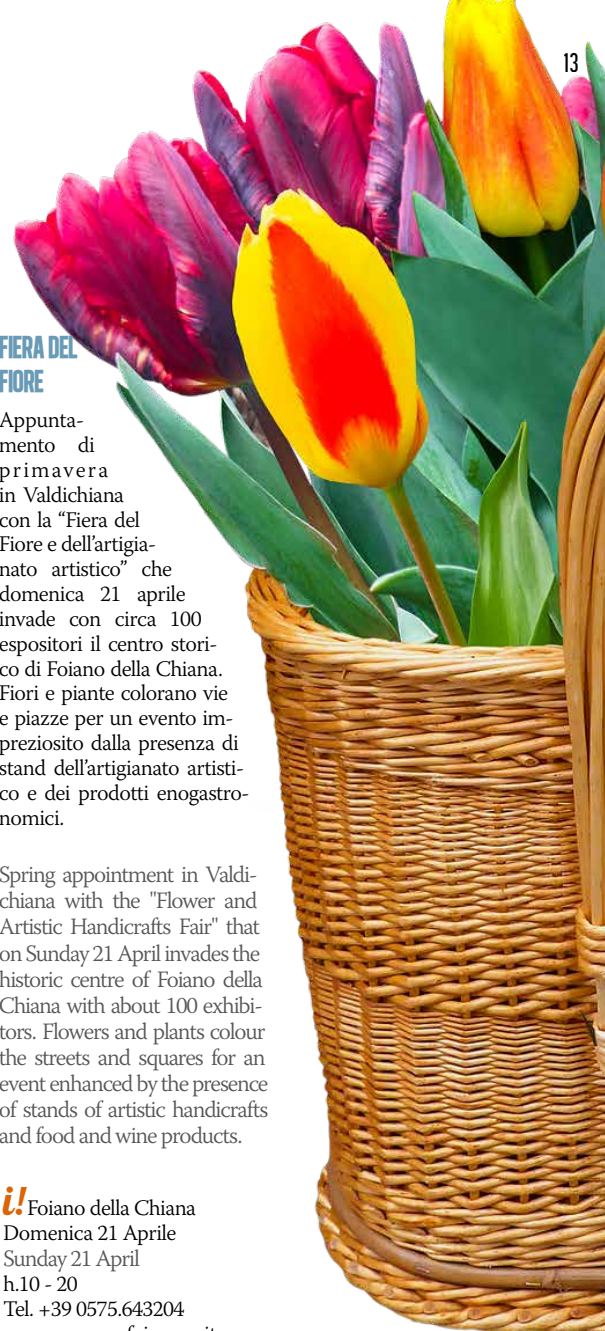 13
FIERA DEL
FIORE
Appunta-
mento di
primavera
in Valdichiana
con la “Fiera del
Fiore e dell’artigia-
nato artistico” che
domenica 21 aprile
invade con circa 100
espositori il centro stori-
co di Foiano della Chiana.
Fiori e piante colorano vie
e piazze per un evento im-
preziosito dalla presenza di
stand dell’artigianato artisti-
co e dei prodotti enogastro-
nomici.
Spring appointment in Valdi-
chiana with the "Flower and
Artistic Handicrafts Fair" that
on Sunday 21 April invades the
historic centre of Foiano della
Chiana with about 100 exhibi-
tors. Flowers and plants colour
the streets and squares for an
event enhanced by the presence
of stands of artistic handicrafts
and food and wine products.
i! Foiano della Chiana
Domenica 21 Aprile
Sunday 21 April
h.10 - 20
Tel. +39 0575.643204